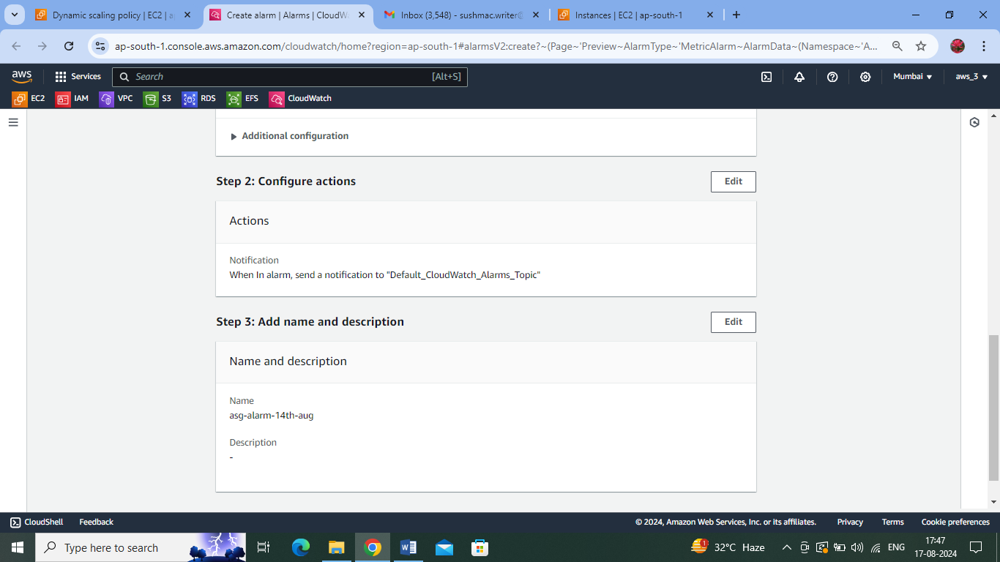 Dynamic scaling policy | EC2 | a
Create alarm | Alarms | CloudW
Inbox (3,548) - sushmac.writer@
Instances | EC2 | ap-south-1
ap-south-1.console.aws.amazon.com/cloudwatch/home?region=ap-south-1#alarmsV2:create?~(Page~'Preview~AlarmType~'MetricAlarm~AlarmData~(Namespace~'A...
aws
Services
Search
[Alt+S]
Mumbai
aws_3
EC2
IAM
VPC
S3
RDS
EFS
CloudWatch
Additional configuration
Step 2: Configure actions
Edit
Actions
Notification
When In alarm, send a notification to "Default_CloudWatch_Alarms_Topic"
Step 3: Add name and description
Edit
Name and description
Name
asg-alarm-14th-aug
Description
-
CloudShell
Feedback
© 2024, Amazon Web Services, Inc. or its affiliates.
Privacy
Terms
Cookie preferences
Type here to search
1
32°C Haze
ENG
17:47
17-08-2024